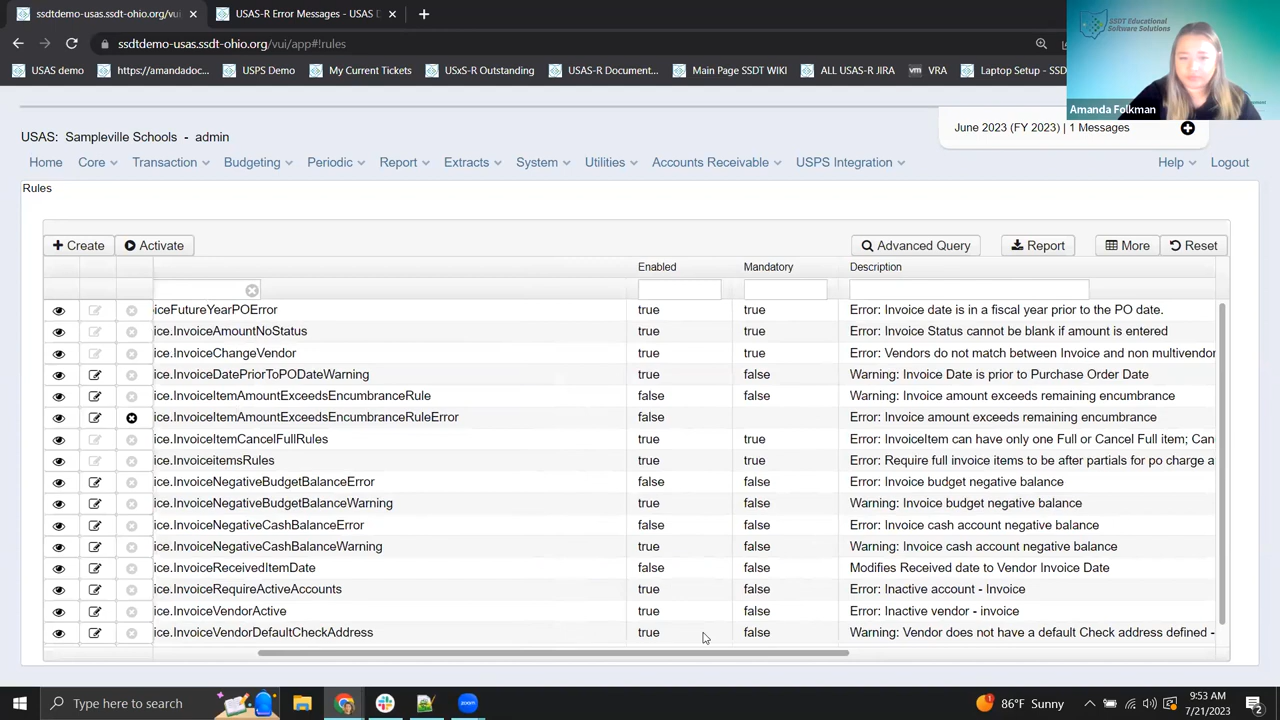 ssdtdemo-usas.ssdt-ohio.org/vui/
USAS-R Error Messages - USAS D
ssdtdemo-usas.ssdt-ohio.org/vui/app#!rules
USAS demo
https://amandadoc...
USPS Demo
My Current Tickets
USxS-R Outstanding
USAS-R Document...
Main Page SSDT WIKI
ALL USAS-R JIRA
vm VRA
Laptop Setup - SSD
SSDT Educational
Software Solutions
Amanda Folkman
USAS: Sampleville Schools - admin
June 2023 (FY 2023) | 1 Messages
Home Core Transaction Budgeting Periodic Report Extracts System Utilities Accounts Receivable USPS Integration Help Logout
Rules
Create Activate Advanced Query Report More Reset
Enabled Mandatory Description
iceFutureYearPOError true true Error: Invoice date is in a fiscal year prior to the PO date.
ice.InvoiceAmountNoStatus true true Error: Invoice Status cannot be blank if amount is entered
ice.InvoiceChangeVendor true true Error: Vendors do not match between Invoice and non multivendor
ice.InvoiceDatePriorToPODateWarning true false Warning: Invoice Date is prior to Purchase Order Date
ice.InvoiceItemAmountExceedsEncumbranceRule false false Warning: Invoice amount exceeds remaining encumbrance
ice.InvoiceItemAmountExceedsEncumbranceRuleError false Error: Invoice amount exceeds remaining encumbrance
ice.InvoiceItemCancelFullRules true true Error: InvoiceItem can have only one Full or Cancel Full item; Can
ice.InvoiceitemsRules true true Error: Require full invoice items to be after partials for po charge a
ice.InvoiceNegativeBudgetBalanceError false false Error: Invoice budget negative balance
ice.InvoiceNegativeBudgetBalanceWarning true false Warning: Invoice budget negative balance
ice.InvoiceNegativeCashBalanceError false false Error: Invoice cash account negative balance
ice.InvoiceNegativeCashBalanceWarning true false Warning: Invoice cash account negative balance
ice.InvoiceReceivedItemDate false false Modifies Received date to Vendor Invoice Date
ice.InvoiceRequireActiveAccounts true false Error: Inactive account - Invoice
ice.InvoiceVendorActive true false Error: Inactive vendor - invoice
ice.InvoiceVendorDefaultCheckAddress true false Warning: Vendor does not have a default Check address defined -
Type here to search
86°F Sunny
9:53 AM
7/21/2023
2